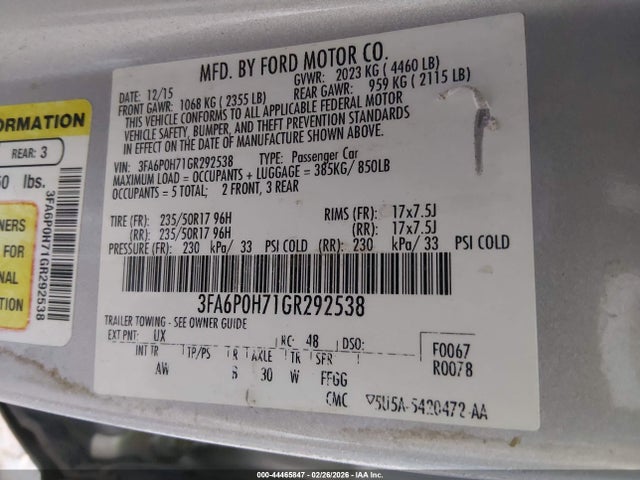 MFD. BY FORD MOTOR CO.
DATE: 12/15 GVWR: 2023 KG (4460 LB)
FRONT GAWR: 1068 KG (2355 LB) REAR GAWR: 959 KG (2115 LB)
THIS VEHICLE CONFORMS TO ALL APPLICABLE FEDERAL MOTOR
VEHICLE SAFETY, BUMPER, AND THEFT PREVENTION STANDARDS
IN EFFECT ON THE DATE OF MANUFACTURE SHOWN ABOVE.
VIN: 3FA6P0H71GR292538 TYPE: Passenger Car
MAXIMUM LOAD = OCCUPANTS + LUGGAGE = 385KG/ 850LB
OCCUPANTS = 5 TOTAL; 2 FRONT, 3 REAR
TIRE (FR): 235/50R17 96H RIMS (FR): 17x7.5J
(RR): 235/50R17 96H (RR): 17x7.5J
PRESSURE (FR): 230 kPa/ 33 PSI COLD (RR): 230 kPa/ 33 PSI COLD
3FA6P0H71GR292538
TRAILER TOWING - SEE OWNER GUIDE
EXT PNT: UX RC: 48 DSO: F0067
INT TR TP/PS R AXLE TR SPR R0078
AW B 30 W FFGG
CMC 5U5A-5420472-AA
ORMATION
REAR: 3
50 lbs.
NERS
FOR
NAL
ION
3FA6P0H71GR292538
000-44465847 02/26/2026 IAAI.COM